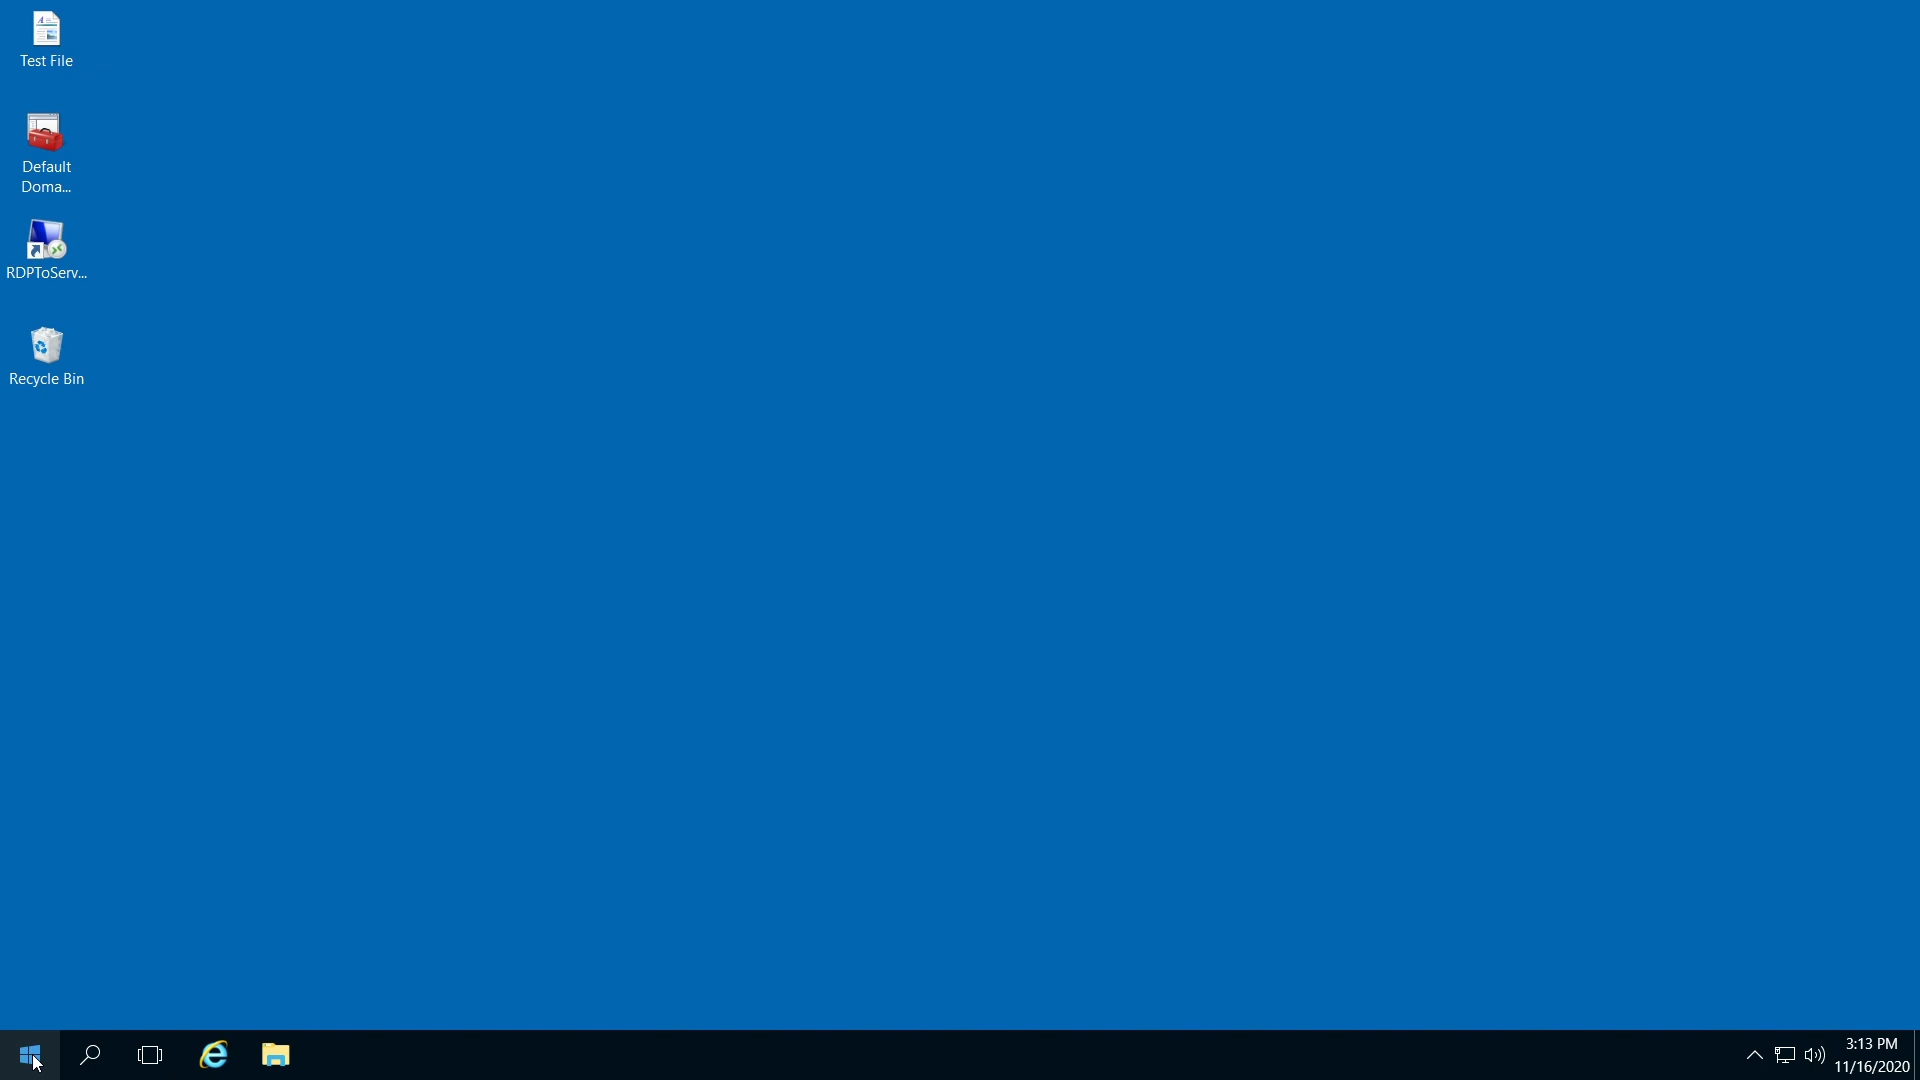 Test File
Default
Doma...
RDPToServ...
Recycle Bin
3:13 PM
11/16/2020